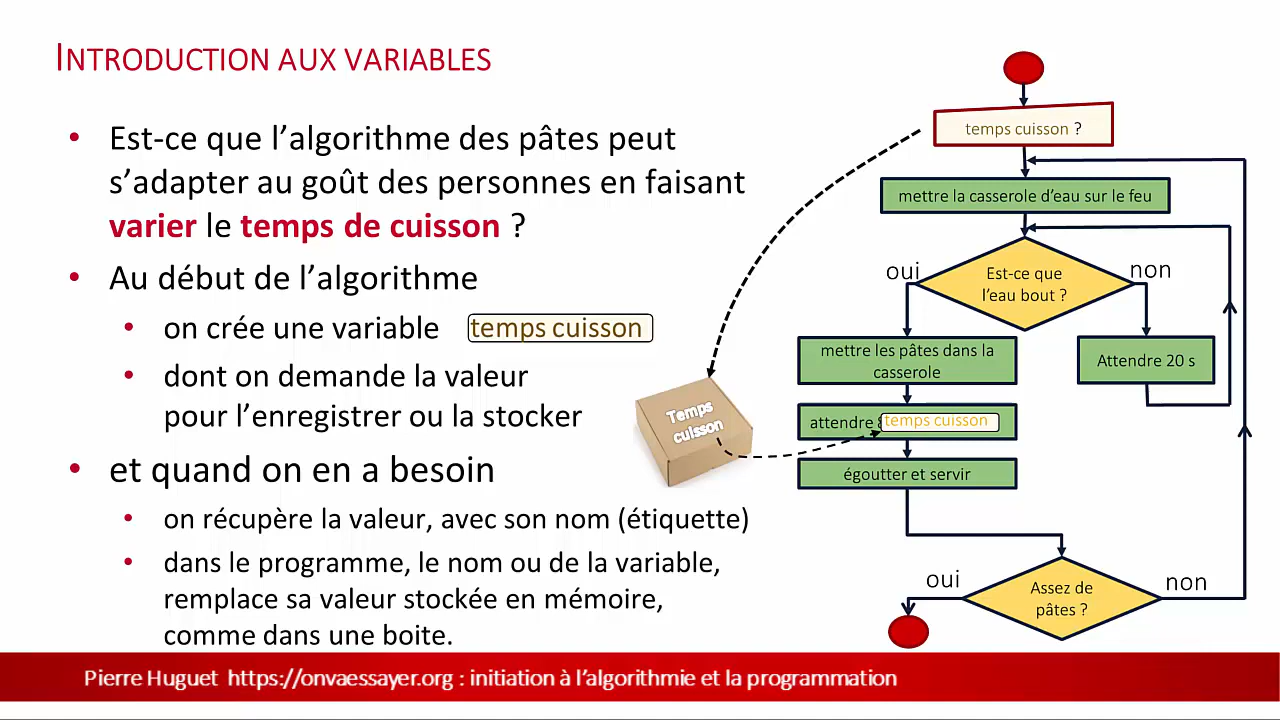 INTRODUCTION AUX VARIABLES
• Est-ce que l’algorithme des pâtes peut
s’adapter au goût des personnes en faisant
varier le temps de cuisson ?
• Au début de l’algorithme
• on crée une variable temps cuisson
• dont on demande la valeur
pour l’enregistrer ou la stocker
• et quand on en a besoin
• on récupère la valeur, avec son nom (étiquette)
• dans le programme, le nom ou de la variable,
remplace sa valeur stockée en mémoire,
comme dans une boite.
Temps
cuisson
temps cuisson ?
mettre la casserole d’eau sur le feu
oui
Est-ce que
l’eau bout ?
non
mettre les pâtes dans la
casserole
Attendre 20 s
attendre temps cuisson
égoutter et servir
oui
Assez de
pâtes ?
non
Pierre Huguet https://onvaessayer.org : initiation à l’algorithmie et la programmation